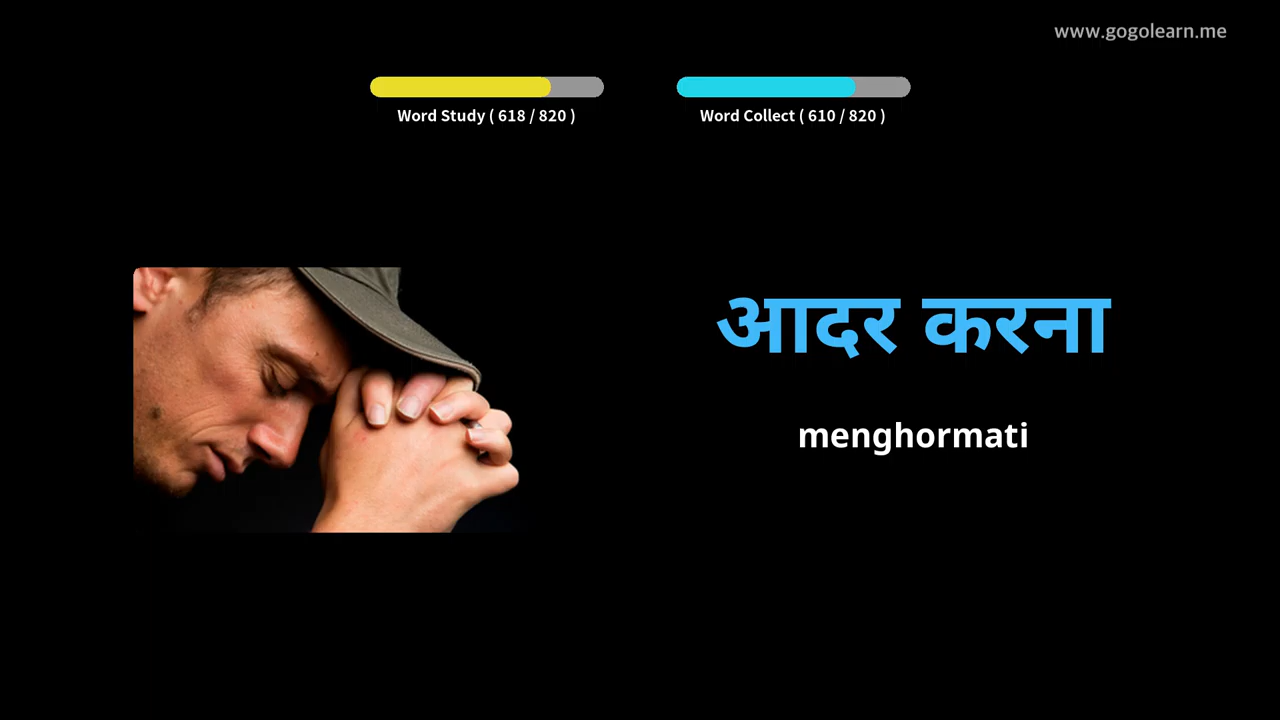 www.gogolearn.me
Word Study ( 618 / 820 )
Word Collect ( 610 / 820 )
आदर करना
menghormati